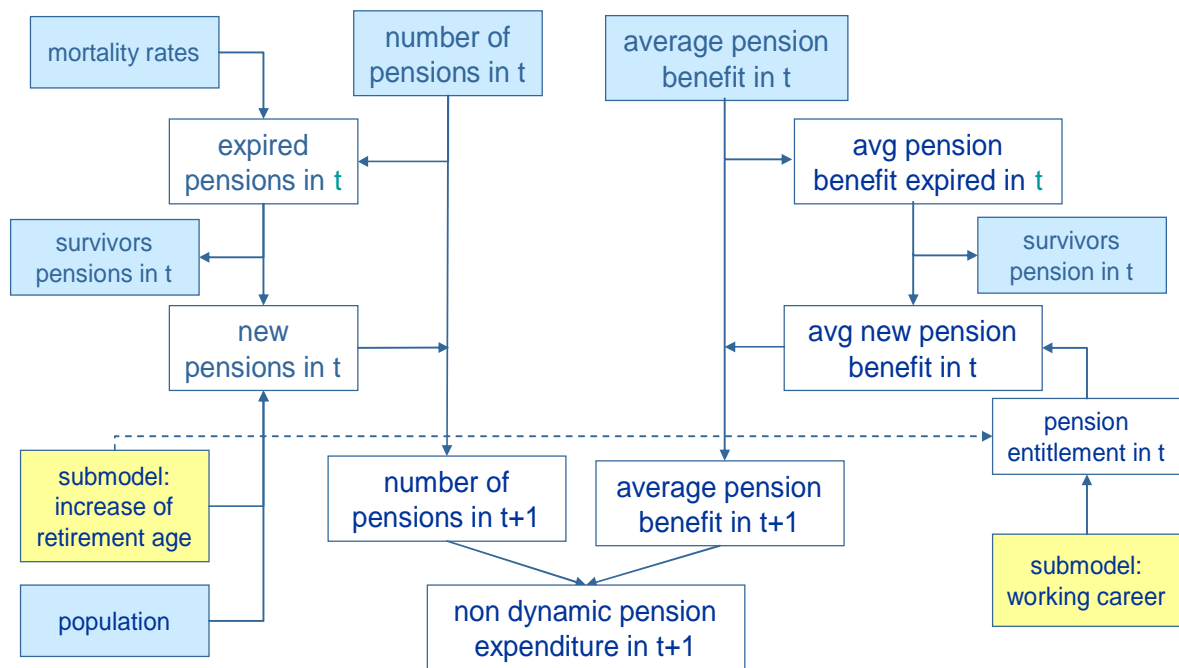 mortality rates
number of
pensions in t
average pension
benefit in t
expired
pensions in t
avg pension
benefit expired in t
survivors
pensions in t
survivors
pension in t
new
pensions in t
avg new pension
benefit in t
pension
entitlement in t
submodel:
increase of
retirement age
number of
pensions in t+1
average pension
benefit in t+1
submodel:
working career
population
non dynamic pension
expenditure in t+1